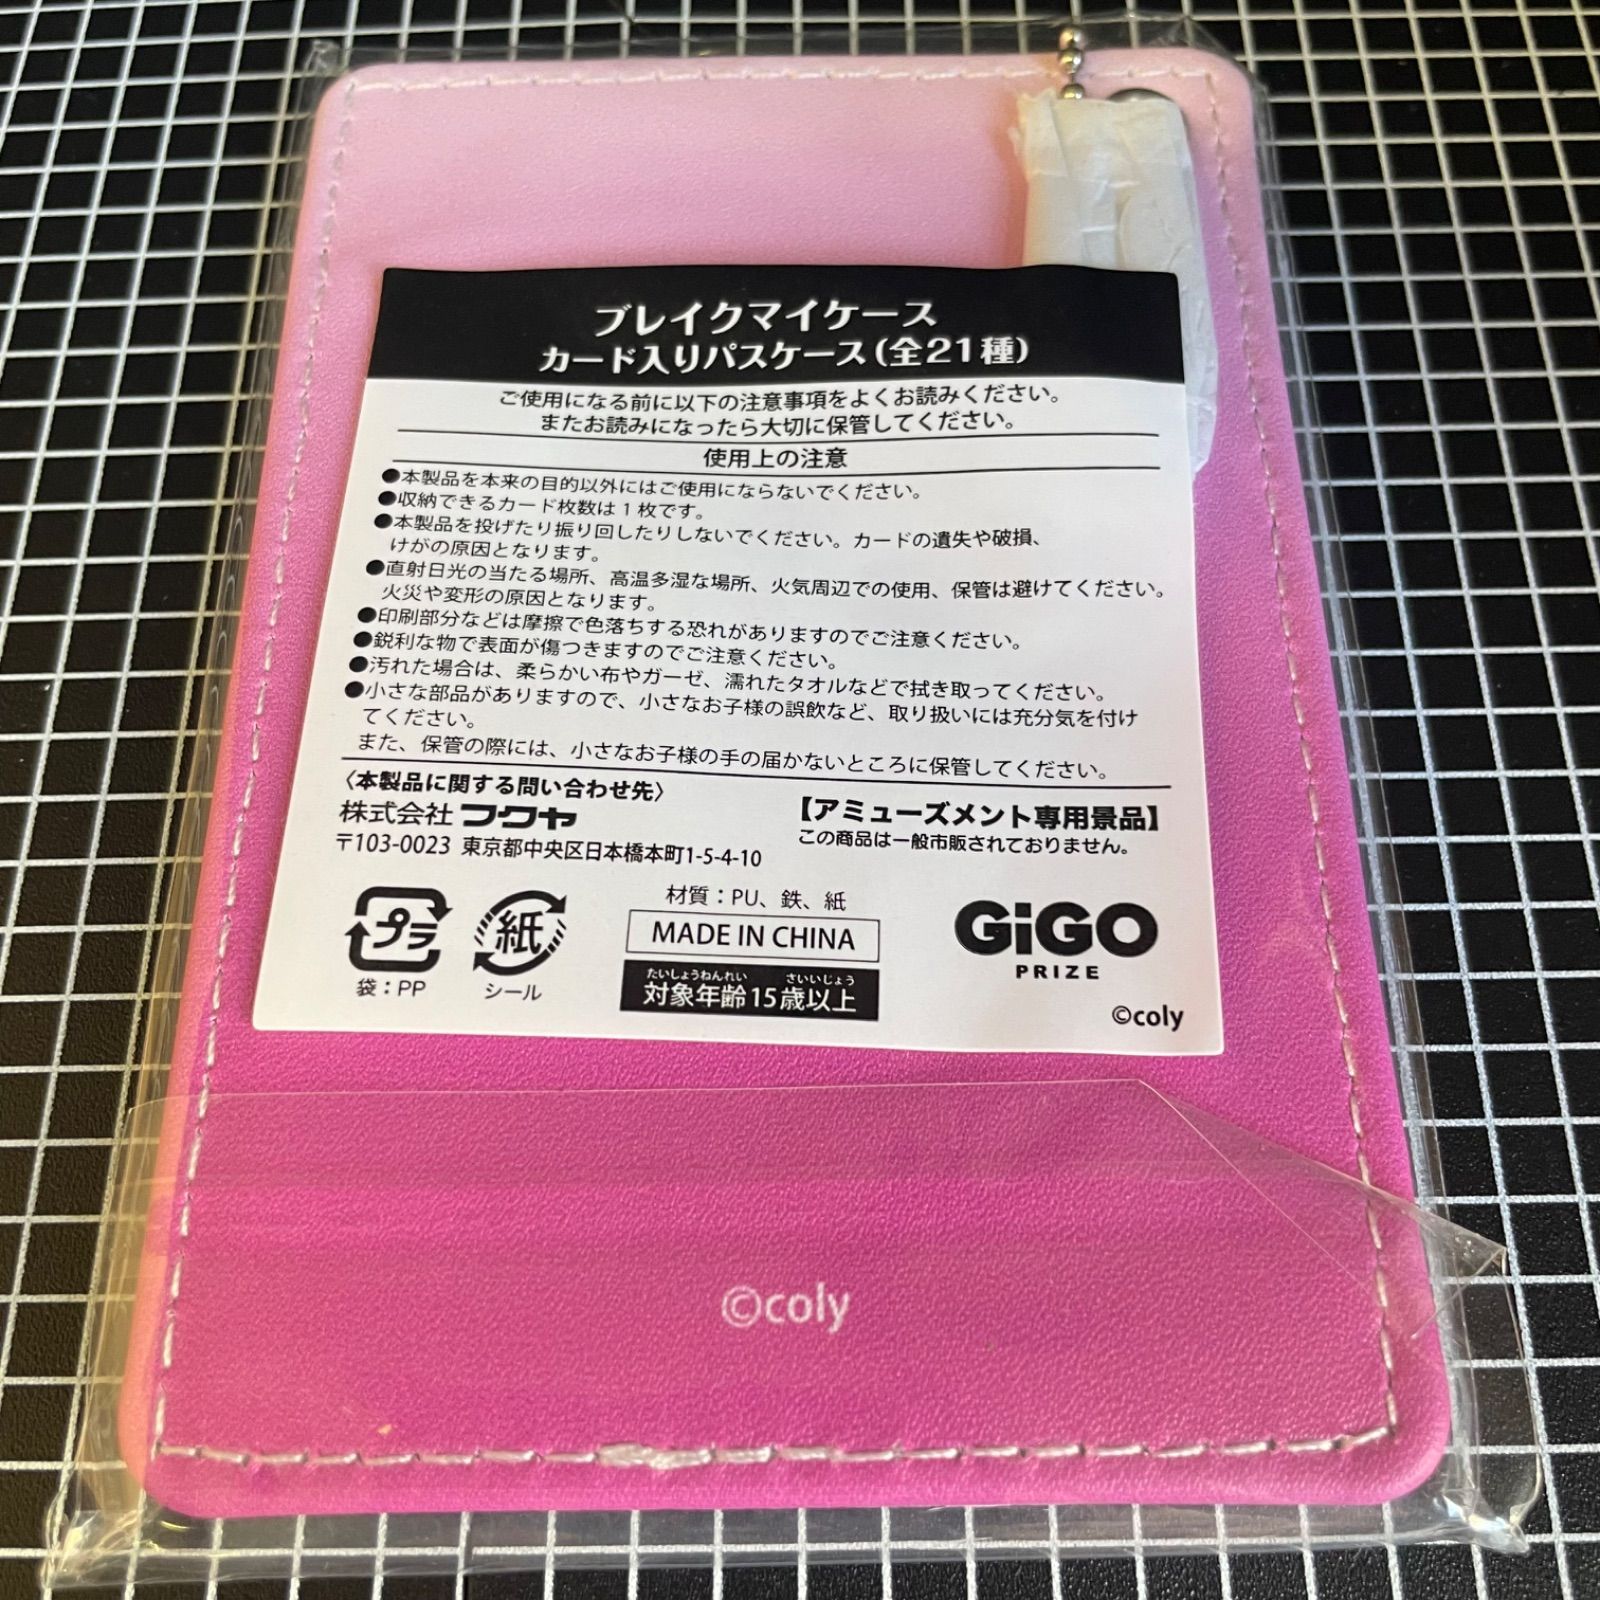 ブレイクマイケース
カード入りパスケース(全21種)
ご使用になる前に以下の注意事項をよくお読みください。
またお読みになったら大切に保管してください。
使用上の注意
●本製品を本来の目的以外にはご使用にならないでください。
●収納できるカード枚数は1枚です。
●本製品を投げたり振り回したりしないでください。カードの遺失や破損、
けがの原因となります。
●直射日光の当たる場所、高温多湿な場所、火気周辺での使用、保管は避けてください。
火災や変形の原因となります。
●印刷部分などは摩擦で色落ちする恐れがありますのでご注意ください。
●鋭利な物で表面が傷つきますのでご注意ください。
●汚れた場合は、柔らかい布やガーゼ、濡れたタオルなどで拭き取ってください。
●小さな部品がありますので、小さなお子様の誤飲など、取り扱いには充分気を付け
てください。
また、保管の際には、小さなお子様の手の届かないところに保管してください。
〈本製品に関する問い合わせ先〉
株式会社フクヤ
〒103-0023 東京都中央区日本橋本町1-5-4-10
【アミューズメント専用景品】
この商品は一般市販されておりません。
プラ
袋:PP
紙
シール
材質:PU、鉄、紙
MADE IN CHINA
たいしょうねんれい さいいじょう
対象年齢15歳以上
GiGO
PRIZE
©coly
©coly